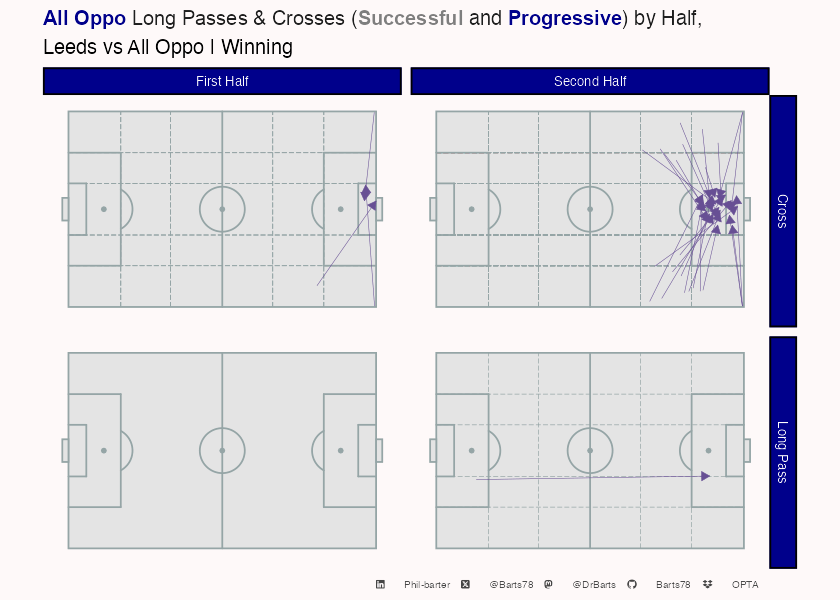 All Oppo Long Passes & Crosses (Successful and Progressive) by Half,
Leeds vs All Oppo I Winning
First Half
Second Half
Cross
Long Pass
Phil-barter @Barts78 @DrBarts Barts78 OPTA